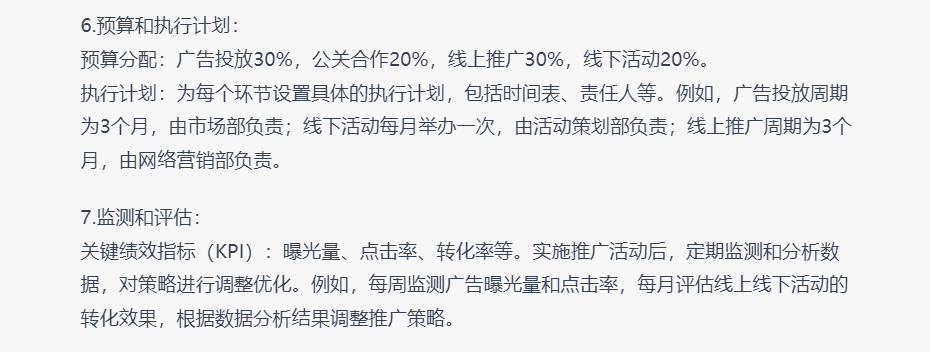 6.预算和执行计划：
预算分配：广告投放30%，公关合作20%，线上推广30%，线下活动20%。
执行计划：为每个环节设置具体的执行计划，包括时间表、责任人等。例如，广告投放周期
为3个月，由市场部负责；线下活动每月举办一次，由活动策划部负责；线上推广周期为3个
月，由网络营销部负责。
7.监测和评估：
关键绩效指标（KPI）：曝光量、点击率、转化率等。实施推广活动后，定期监测和分析数
据，对策略进行调整优化。例如，每周监测广告曝光量和点击率，每月评估线上线下活动的
转化效果，根据数据分析结果调整推广策略。